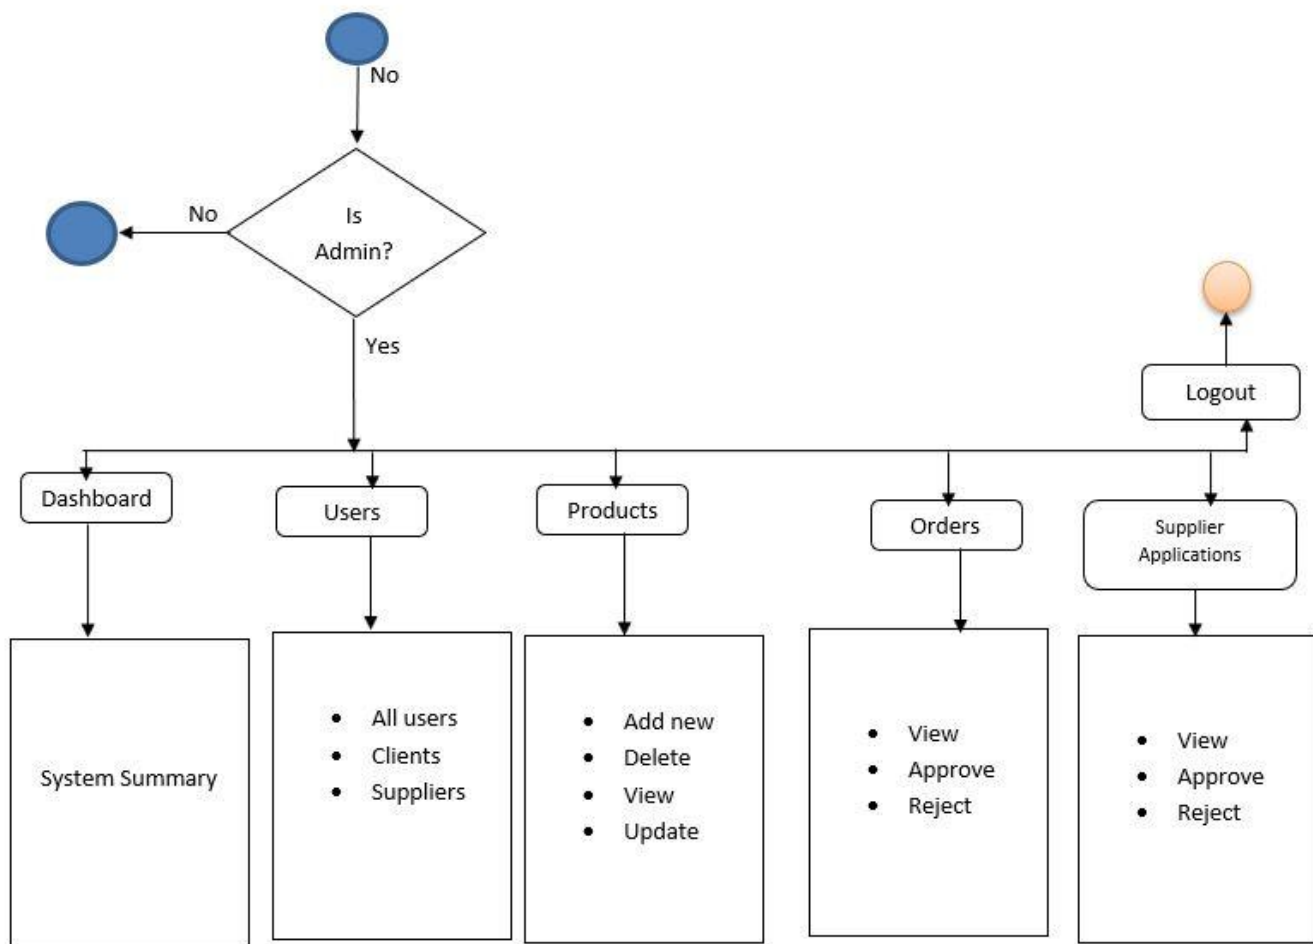 No
No
Is
Admin?
Yes
Logout
Dashboard
Users
Products
Orders
Supplier
Applications
System Summary
• All users
• Clients
• Suppliers
• Add new
• Delete
• View
• Update
• View
• Approve
• Reject
• View
• Approve
• Reject